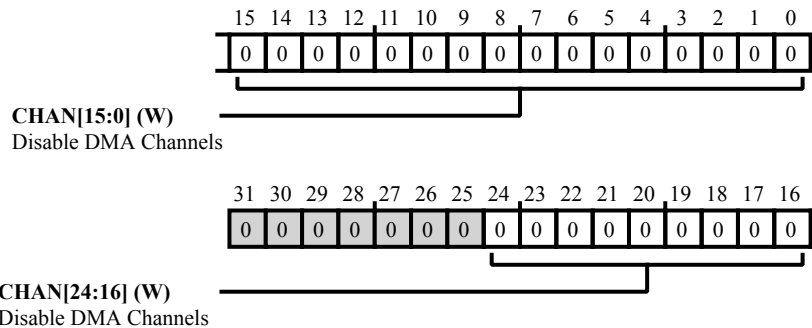 15 14 13 12 11 10 9 8 7 6 5 4 3 2 1 0
0 0 0 0 0 0 0 0 0 0 0 0 0 0 0 0
CHAN[15:0] (W)
Disable DMA Channels
31 30 29 28 27 26 25 24 23 22 21 20 19 18 17 16
0 0 0 0 0 0 0 0 0 0 0 0 0 0 0 0
CHAN[24:16] (W)
Disable DMA Channels